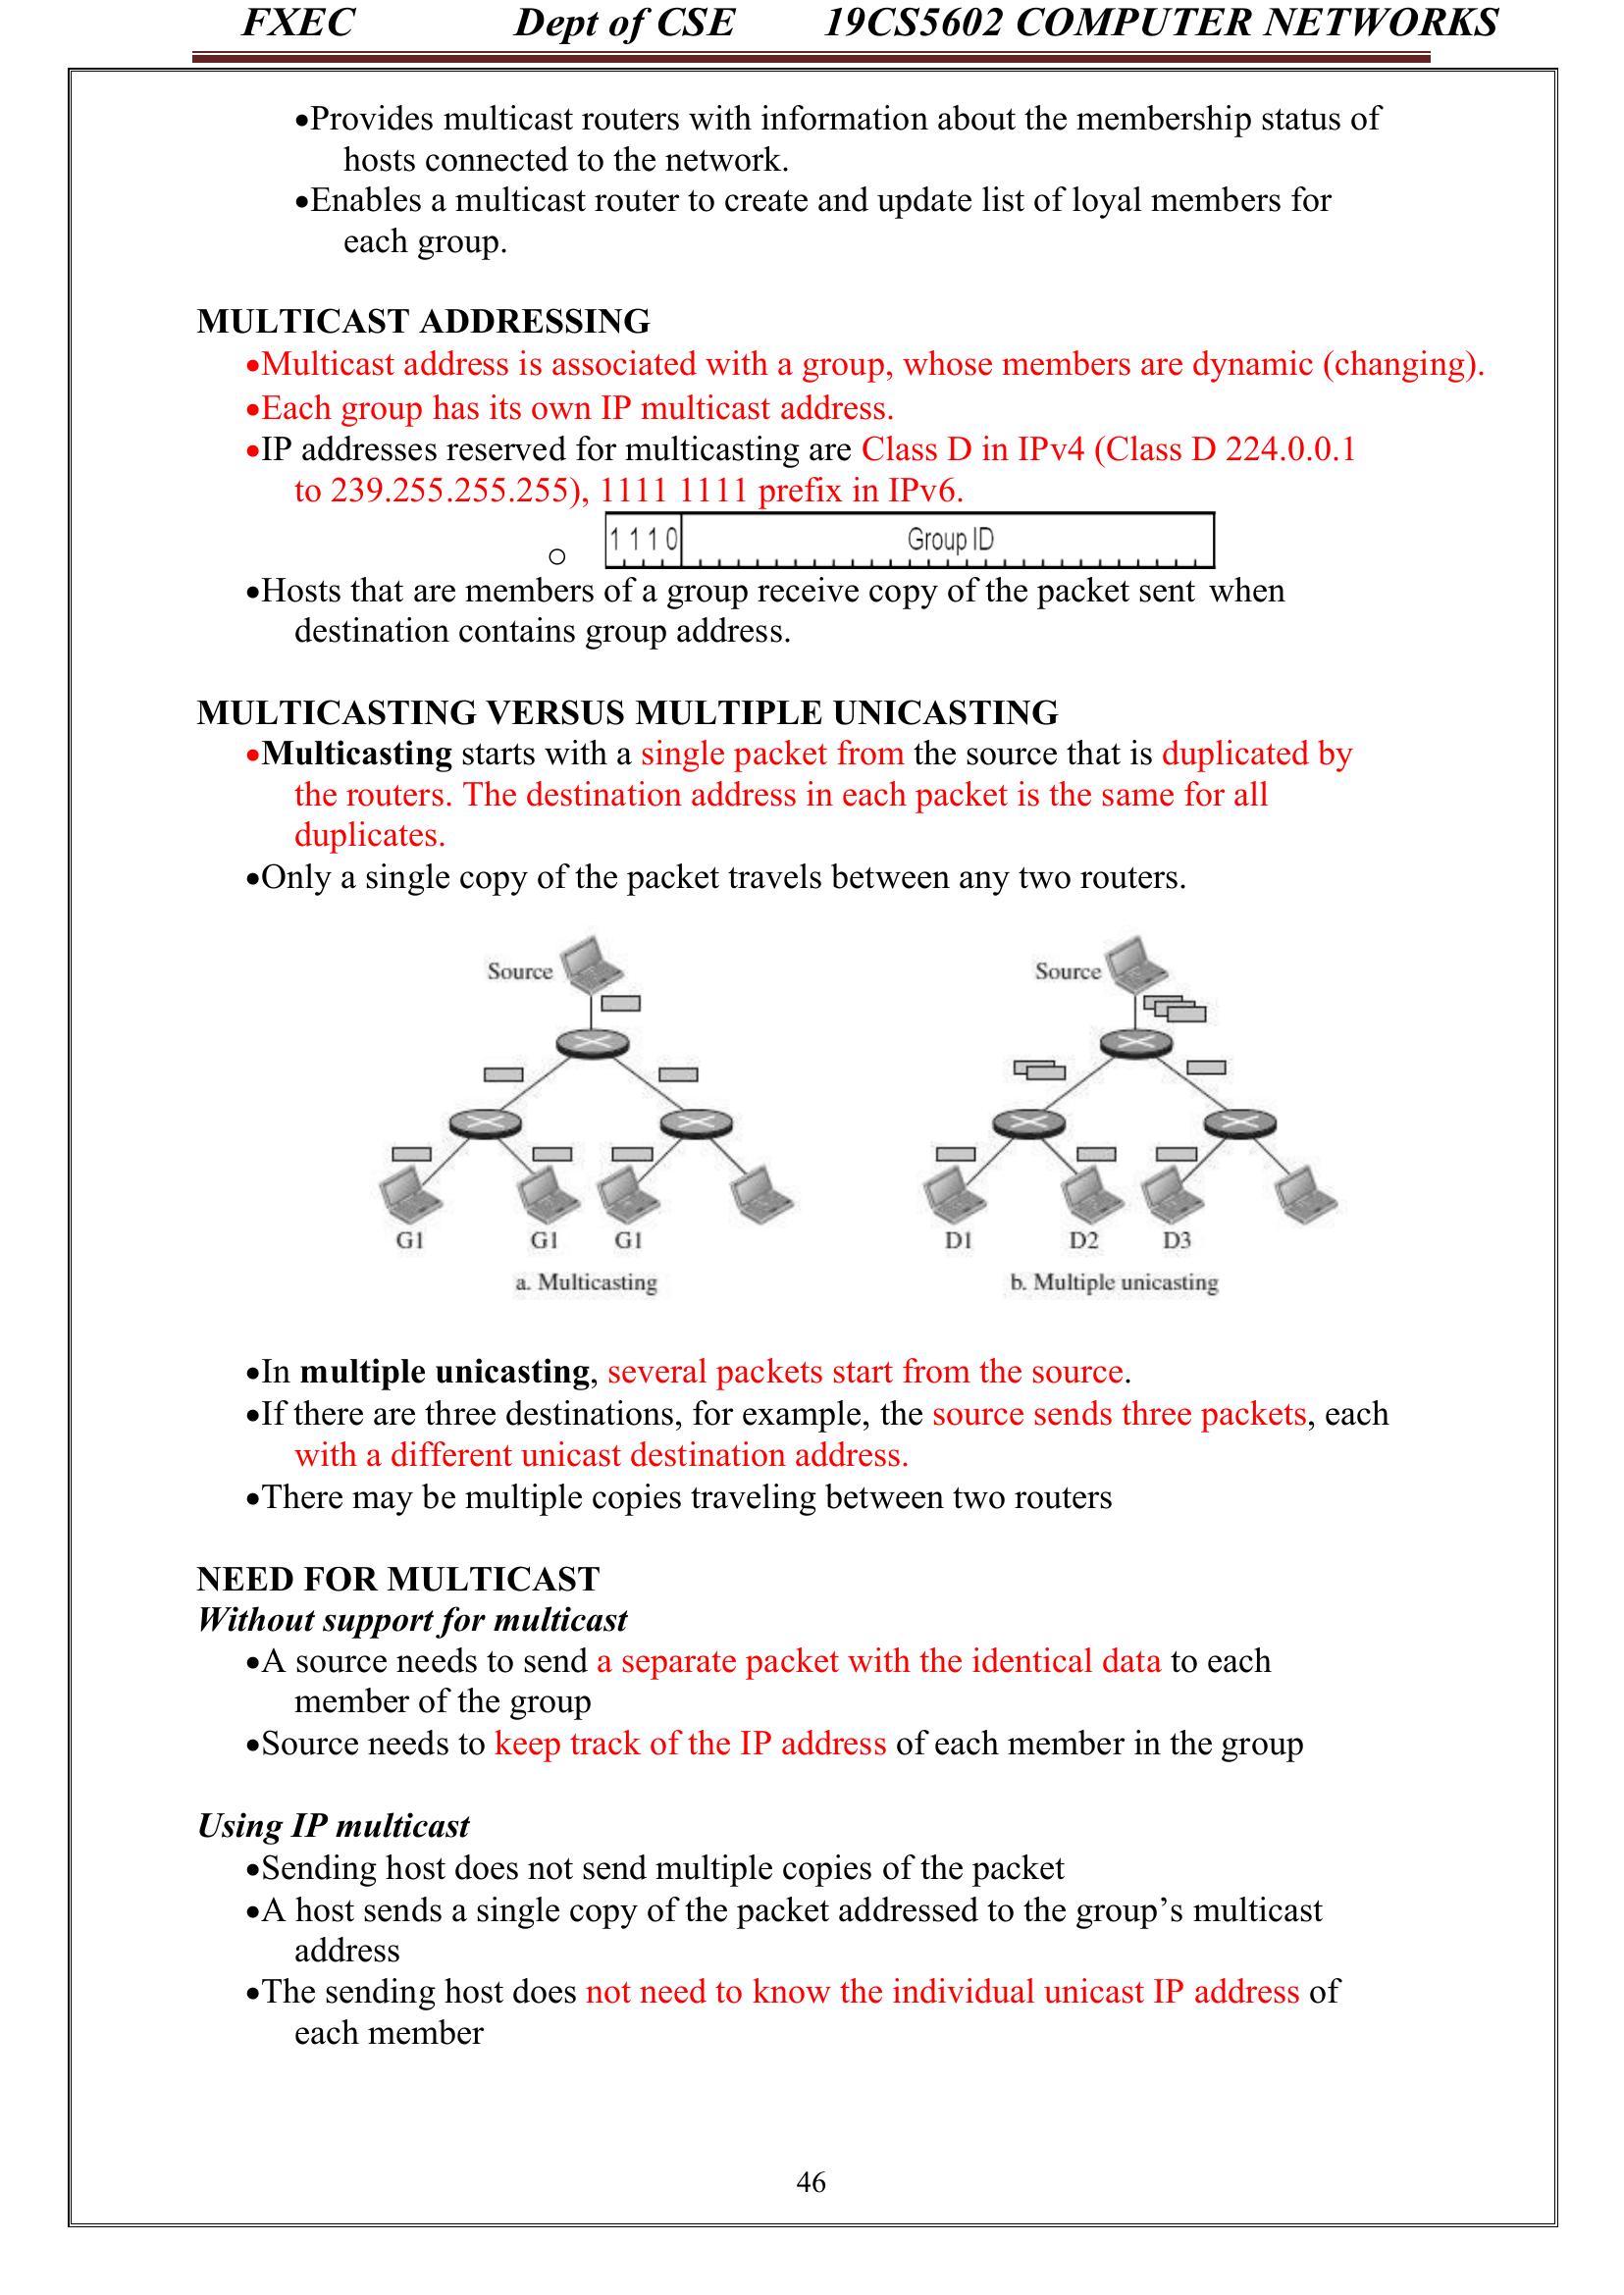 FXEC Dept of CSE 19CS5602 COMPUTER NETWORKS
•Provides multicast routers with information about the membership status of
hosts connected to the network.
•Enables a multicast router to create and update list of loyal members for
each group.
MULTICAST ADDRESSING
•Multicast address is associated with a group, whose members are dynamic (changing).
•Each group has its own IP multicast address.
•IP addresses reserved for multicasting are Class D in IPv4 (Class D 224.0.0.1
to 239.255.255.255), 1111 1111 prefix in IPv6.
○ 1 1 1 0 Group ID
•Hosts that are members of a group receive copy of the packet sent when
destination contains group address.
MULTICASTING VERSUS MULTIPLE UNICASTING
•Multicasting starts with a single packet from the source that is duplicated by
the routers. The destination address in each packet is the same for all
duplicates.
•Only a single copy of the packet travels between any two routers.
Source
G1 G1 G1
a. Multicasting
Source
D1 D2 D3
b. Multiple unicasting
•In multiple unicasting, several packets start from the source.
•If there are three destinations, for example, the source sends three packets, each
with a different unicast destination address.
•There may be multiple copies traveling between two routers
NEED FOR MULTICAST
Without support for multicast
•A source needs to send a separate packet with the identical data to each
member of the group
•Source needs to keep track of the IP address of each member in the group
Using IP multicast
•Sending host does not send multiple copies of the packet
•A host sends a single copy of the packet addressed to the group’s multicast
address
•The sending host does not need to know the individual unicast IP address of
each member
46